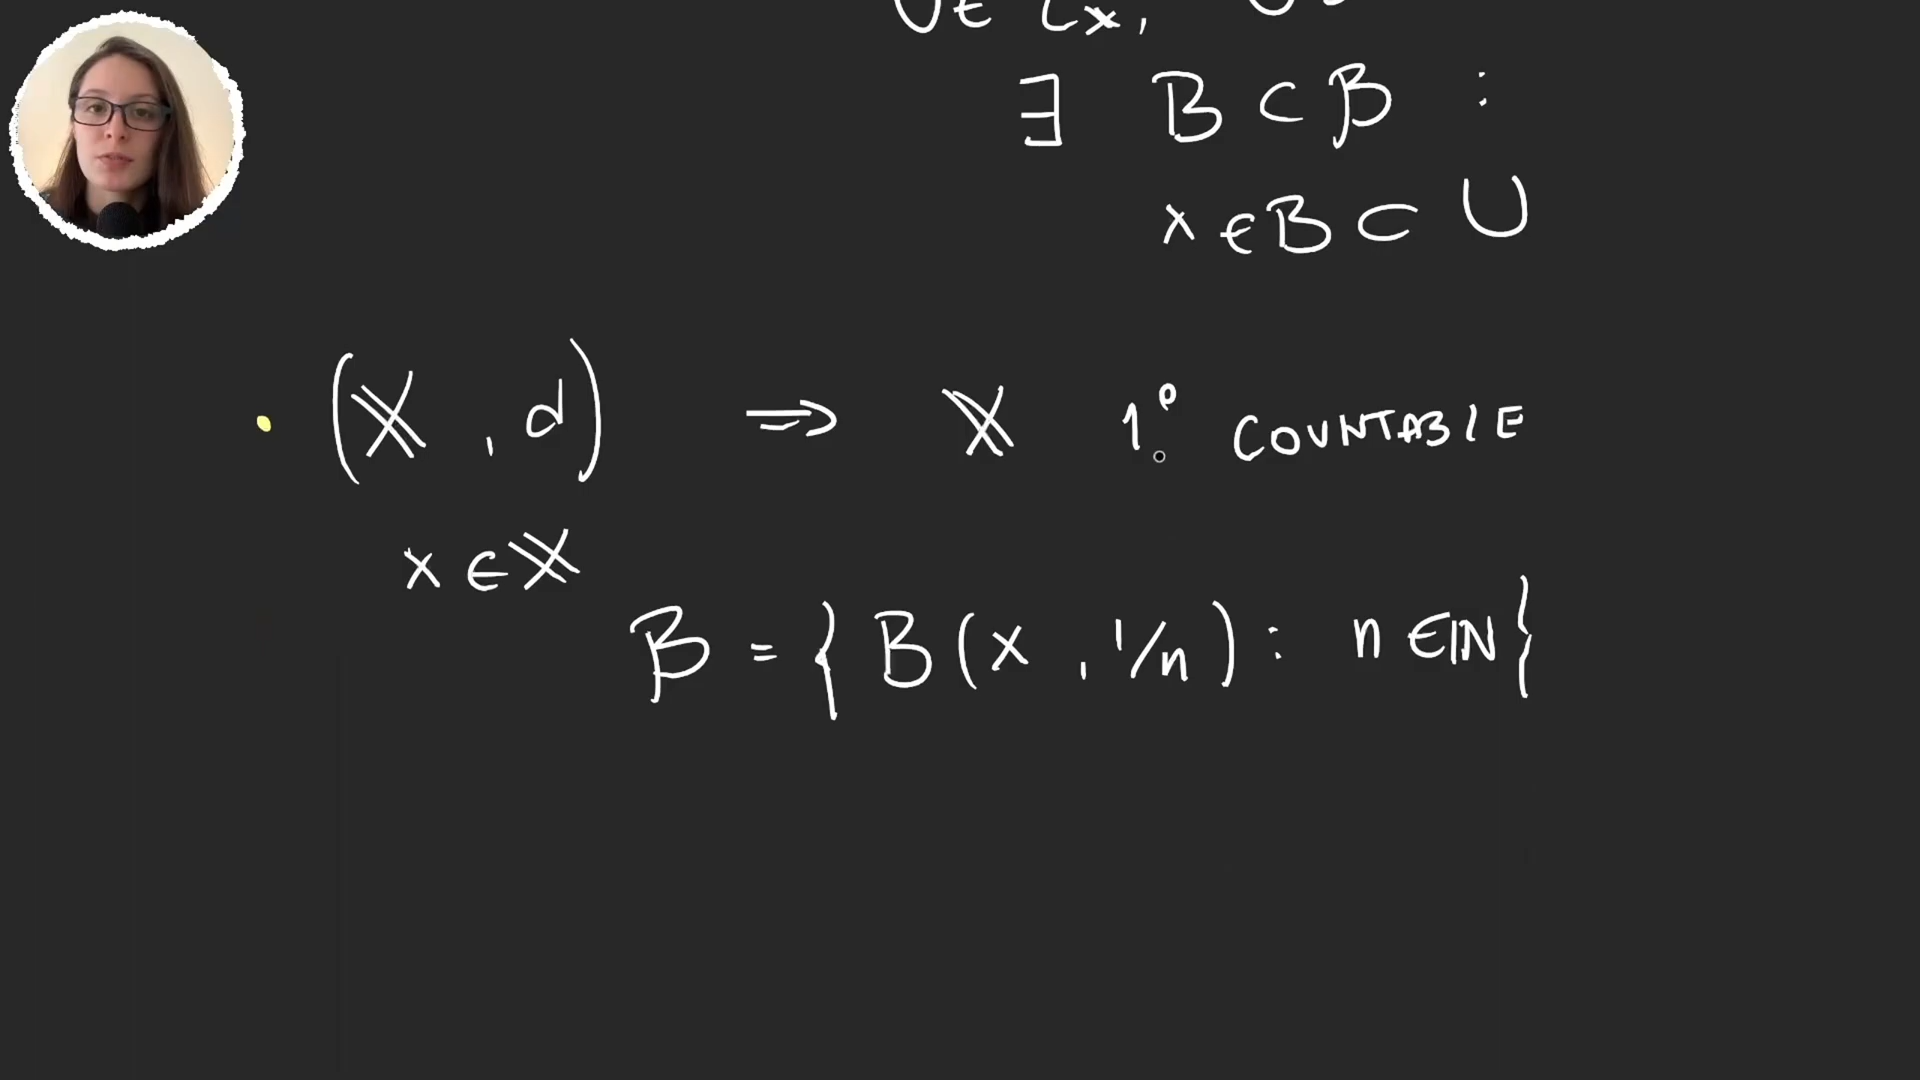 ∃ B ⊂ β :
x ∈ B ⊂ U
• (𝕏 , d) ⟹ 𝕏 1° COUNTABLE
x ∈ 𝕏
β = { B(x , 1/n) : n ∈ ℕ }